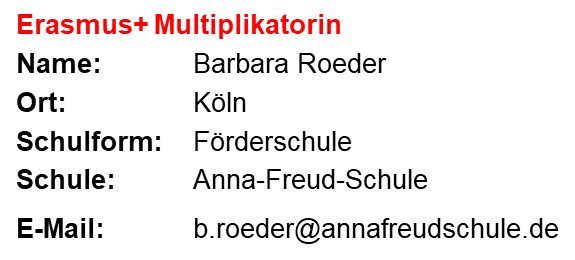 Erasmus+ Multiplikatorin
Name: Barbara Roeder
Ort: Köln
Schulform: Förderschule
Schule: Anna-Freud-Schule
E-Mail: b.roeder@annafreudschule.de